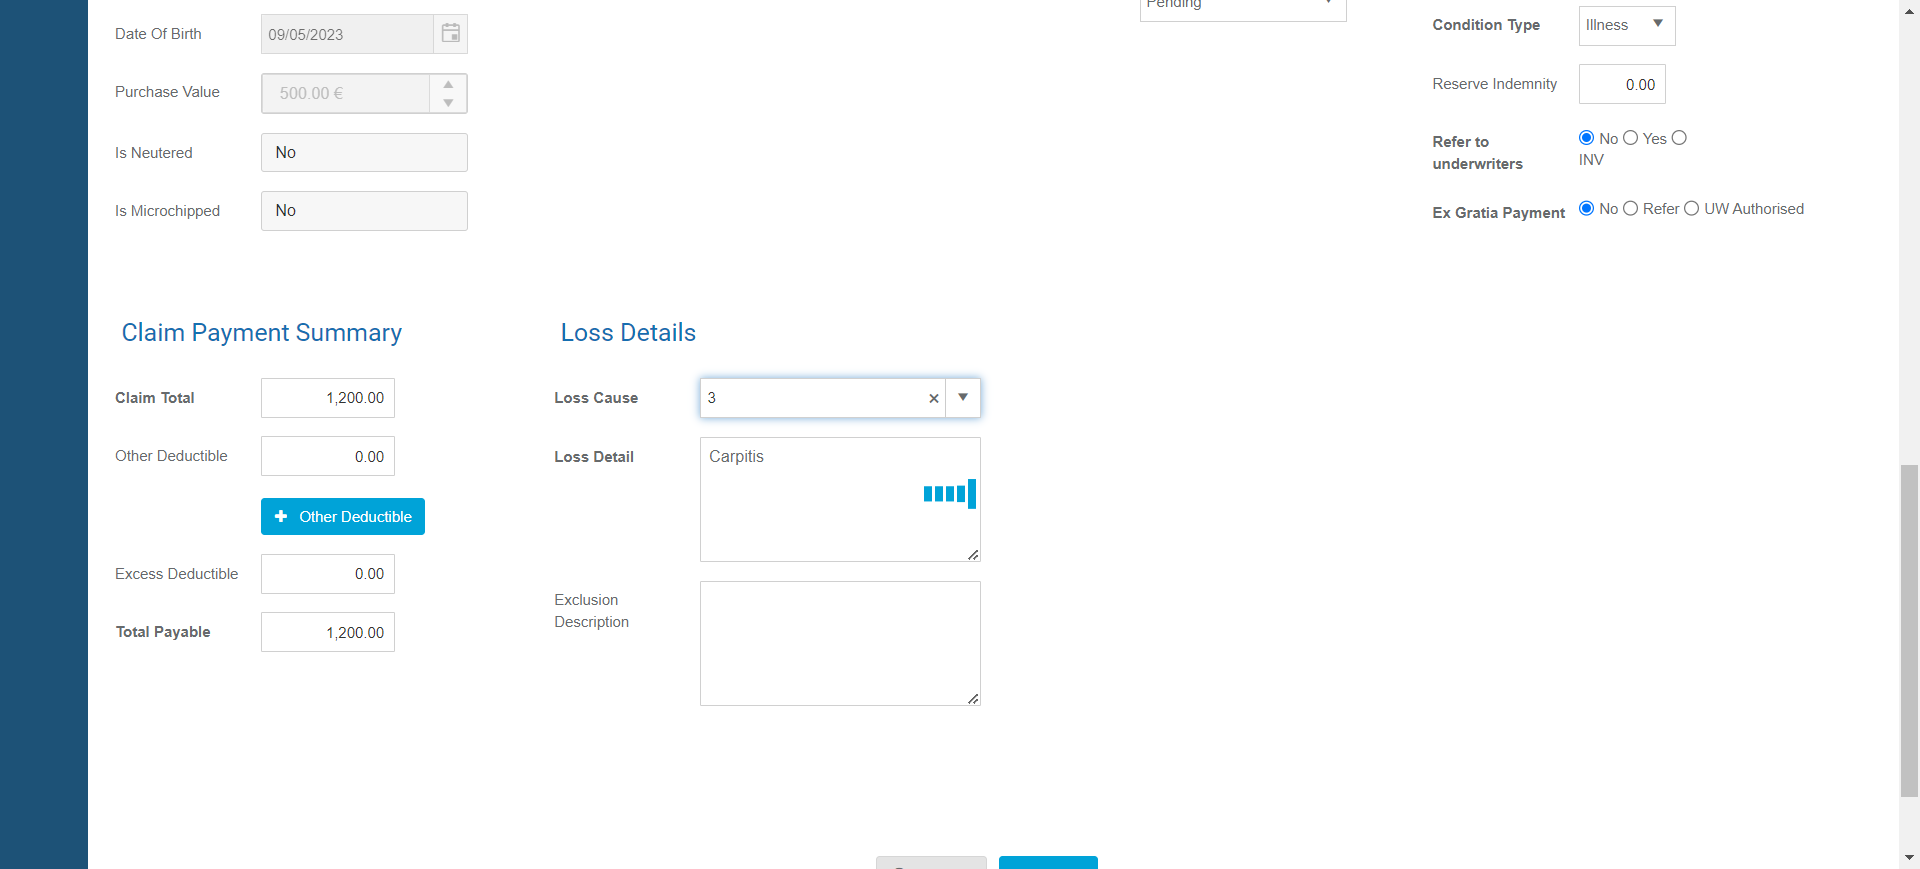 Date Of Birth
09/05/2023
Purchase Value
500.00 €
Is Neutered
No
Is Microchipped
No
Pending
Condition Type
Illness
Reserve Indemnity
0.00
Refer to
underwriters
No Yes
INV
Ex Gratia Payment
No Refer UW Authorised
Claim Payment Summary
Claim Total
1,200.00
Other Deductible
0.00
+ Other Deductible
Excess Deductible
0.00
Total Payable
1,200.00
Loss Details
Loss Cause
3
Loss Detail
Carpitis
Exclusion
Description